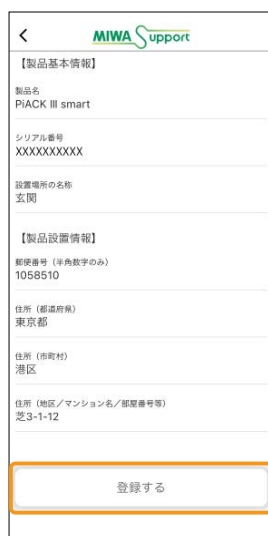 MIWA Support
【製品基本情報】
製品名
PiACK III smart
シリアル番号
XXXXXXXXXX
設置場所の名称
玄関
【製品設置情報】
郵便番号（半角数字のみ）
1058510
住所（都道府県）
東京都
住所（市町村）
港区
住所（地区／マンション名／部屋番号等）
芝3-1-12
登録する